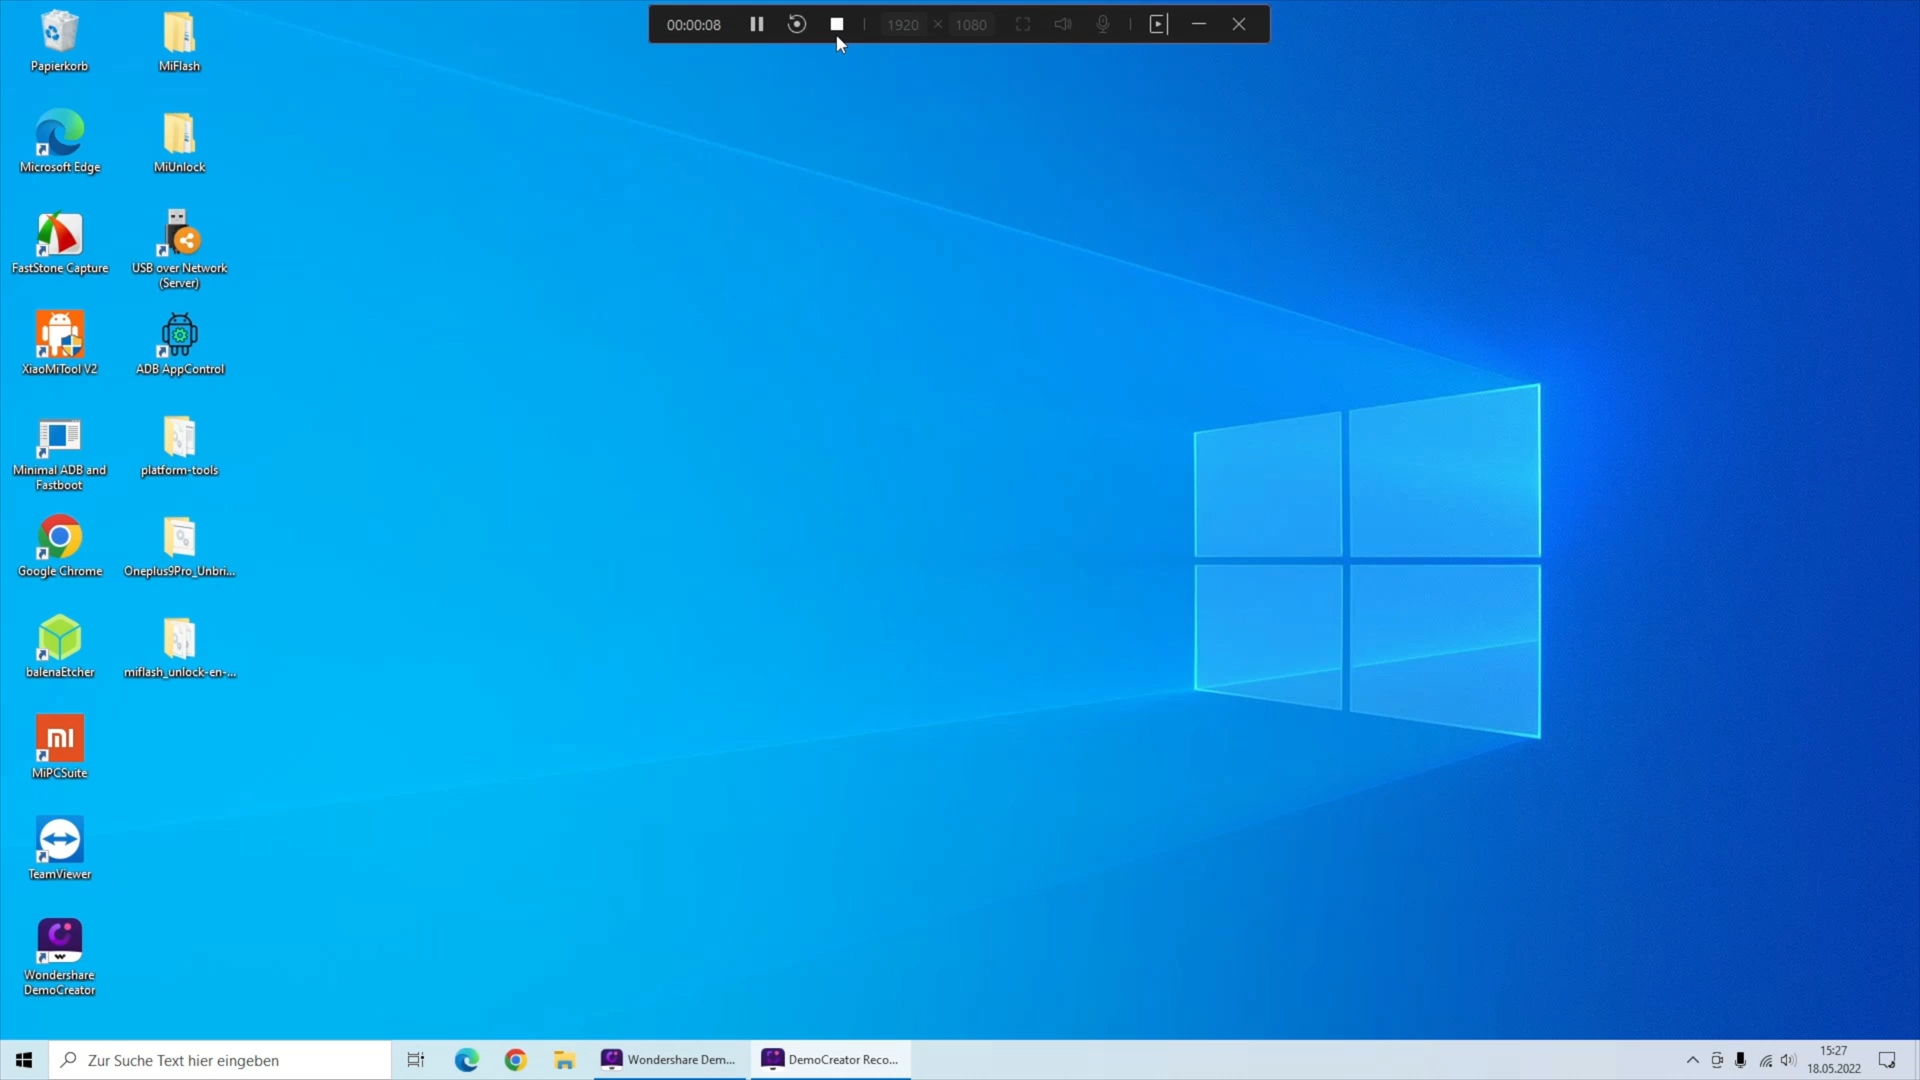 00:00:08
1920 × 1080
Papierkorb
MiFlash
Microsoft Edge
MiUnlock
FastStone Capture
USB over Network
(Server)
XiaoMiTool V2
ADB AppControl
Minimal ADB and
Fastboot
platform-tools
Google Chrome
Oneplus9Pro_Unbri...
balenaEtcher
miflash_unlock-en-...
mi
MiPCSuite
TeamViewer
Wondershare
DemoCreator
Zur Suche Text hier eingeben
Wondershare Dem...
DemoCreator Reco...
15:27
18.05.2022